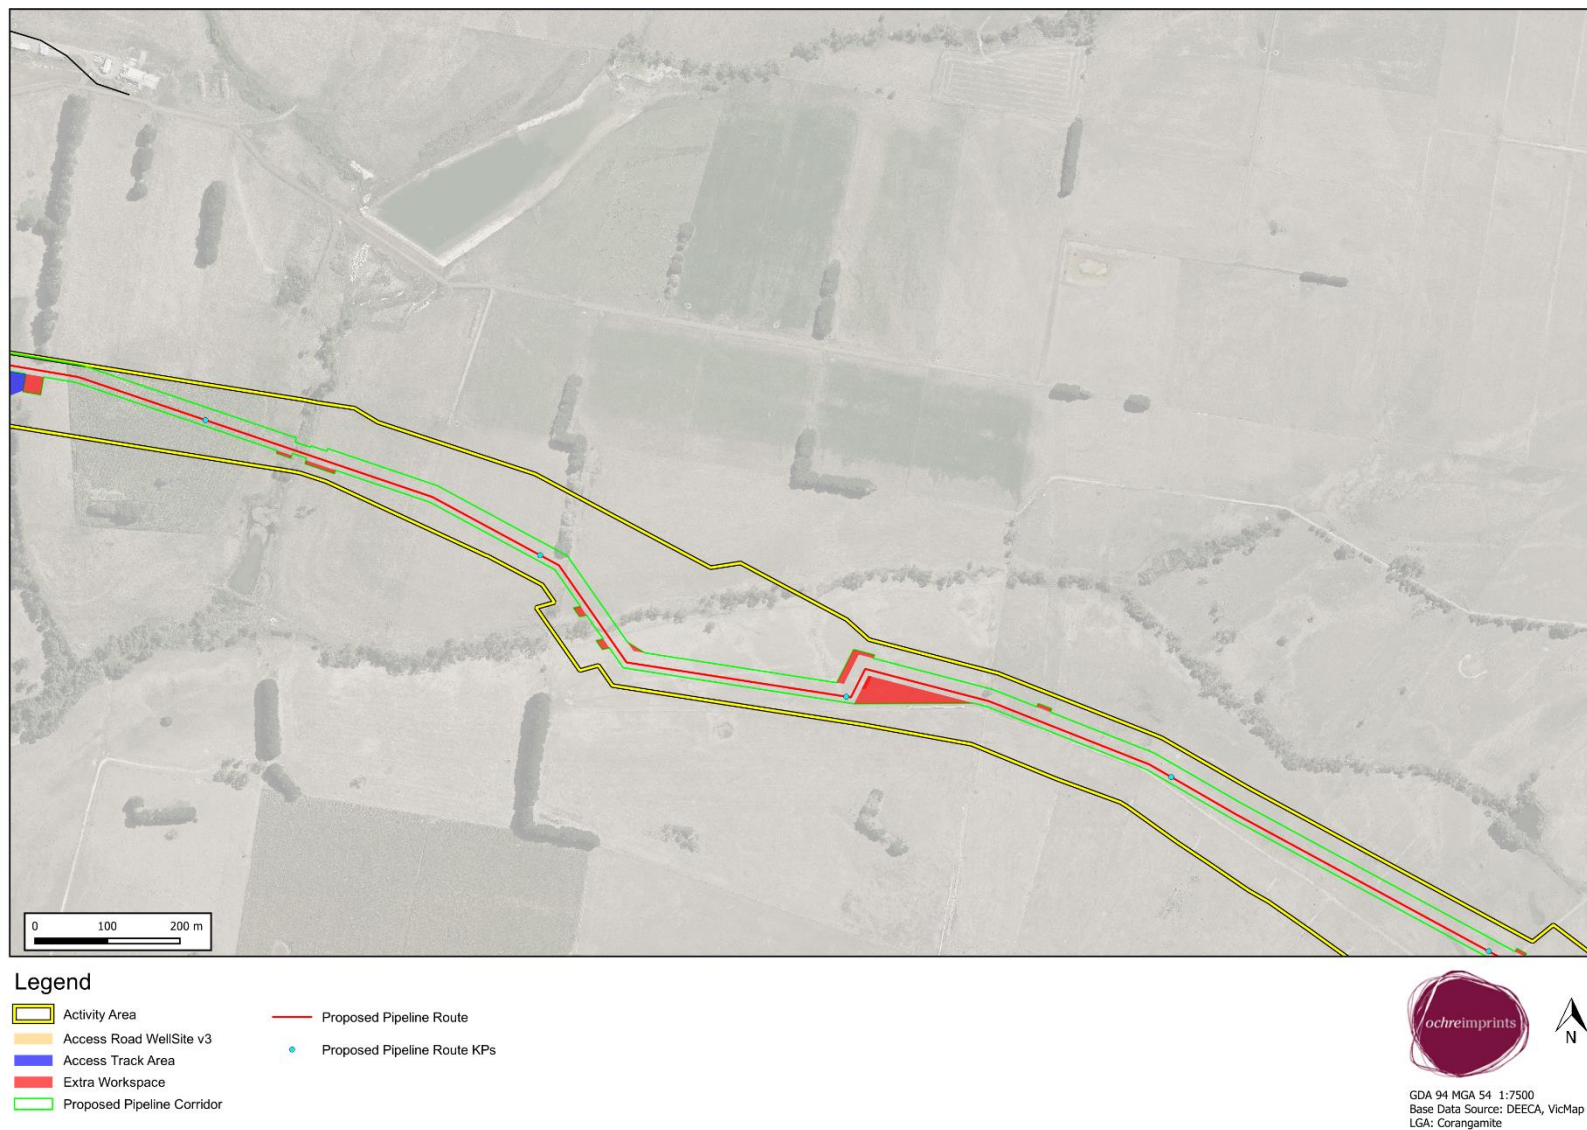 0 100 200 m
Legend
Activity Area
Access Road WellSite v3
Access Track Area
Extra Workspace
Proposed Pipeline Corridor
Proposed Pipeline Route
Proposed Pipeline Route KPs
ochreimprints
N
GDA 94 MGA 54 1:7500
Base Data Source: DEECA, VicMap
LGA: Corangamite